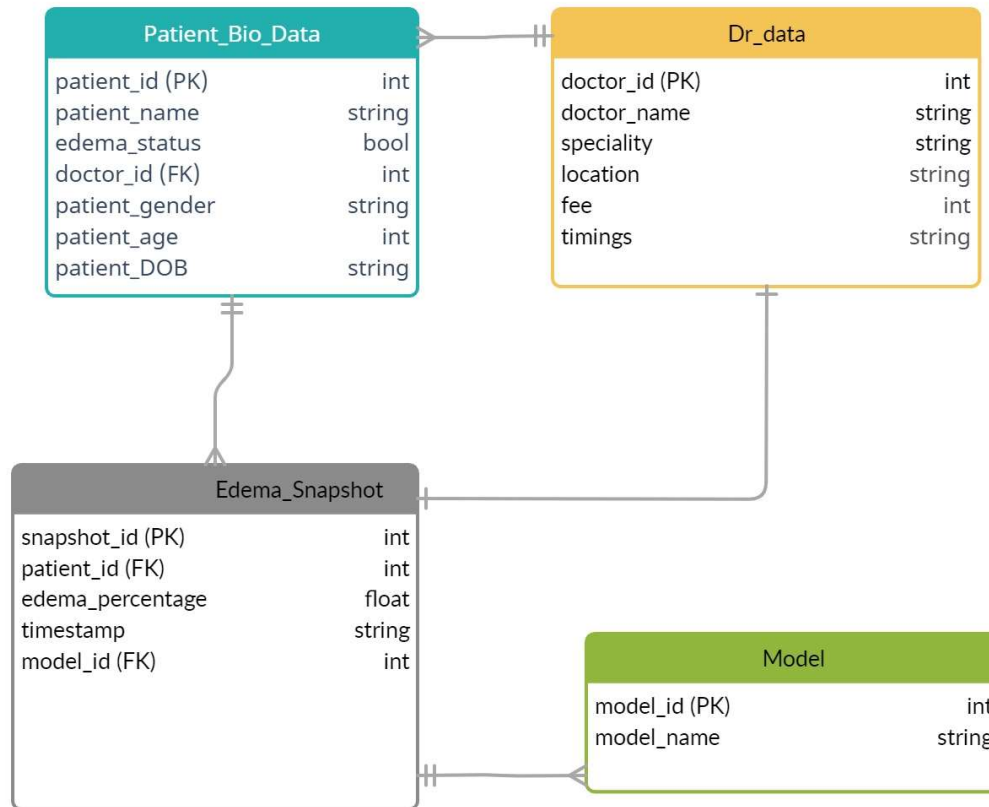 Patient_Bio_Data
patient_id (PK) int
patient_name string
edema_status bool
doctor_id (FK) int
patient_gender string
patient_age int
patient_DOB string
Dr_data
doctor_id (PK) int
doctor_name string
speciality string
location string
fee int
timings string
Edema_Snapshot
snapshot_id (PK) int
patient_id (FK) int
edema_percentage float
timestamp string
model_id (FK) int
Model
model_id (PK) int
model_name string